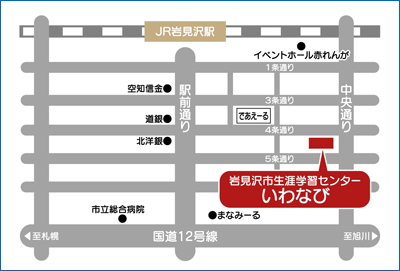 JR岩見沢駅
イベントホール赤れんが
1条通り
空知信金
駅前通り
中央通り
3条通り
であえーる
道銀
4条通り
北洋銀
5条通り
岩見沢市生涯学習センター
いわなび
市立総合病院
まなみーる
至札幌
国道12号線
至旭川